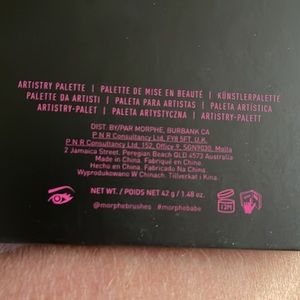 ARTISTRY PALETTE | PALETTE DE MISE EN BEAUTÉ | KÜNSTLERPALETTE
PALETTE DA ARTISTI | PALETA PARA ARTISTAS | PALETA ARTÍSTICA
ARTISTRY-PALET | PALETA ARTYSTYCZNA | ARTISTRY-PALETT
DIST. BY/PAR MORPHE, BURBANK CA
P N R Consultancy Ltd, FY8 5FT, U.K.
P N R Consultancy Ltd, 152, Office 9, SGN9030, Malta
2 Jamaica Street, Peregian Beach QLD 4573 Australia
Made in China. Fabriqué en Chine.
Hecho en China. Fabricado na China.
Wyprodukowano W Chinach. Tillverkat i Kina.
NET WT. / POIDS NET 42 g / 1.48 oz.
12M
@morphebrushes #morphebabe